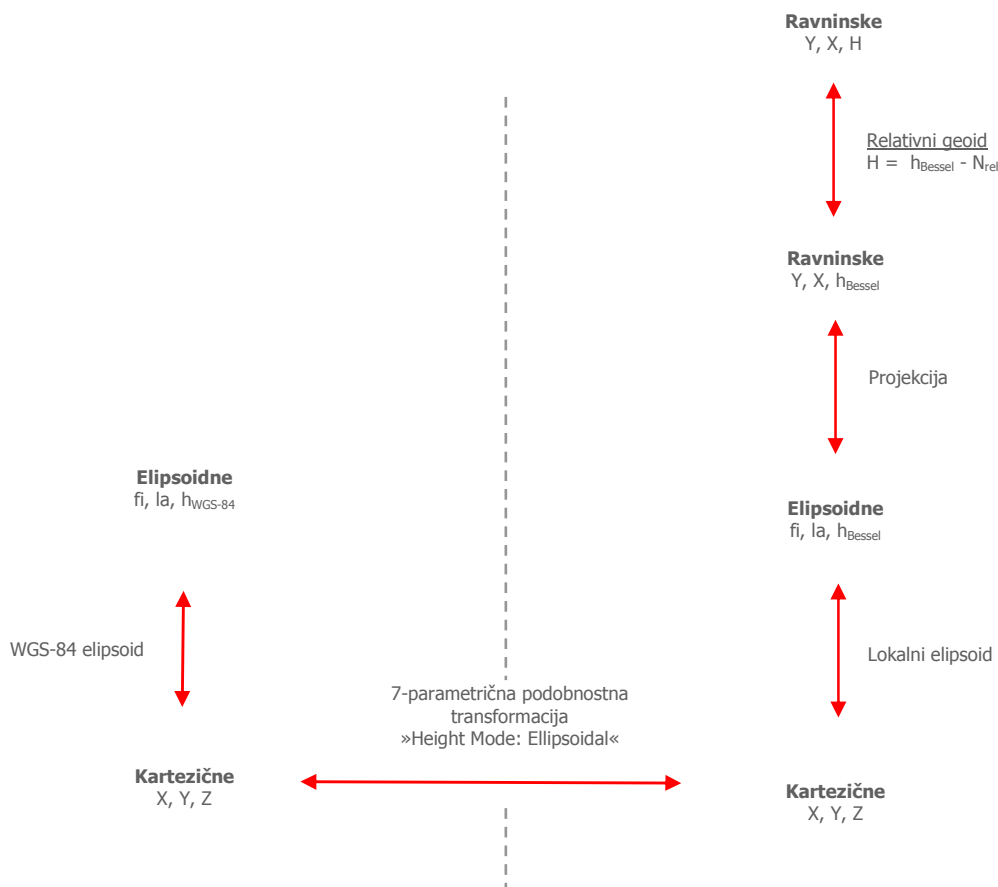 Ravninske
Y, X, H
Relativni geoid
H = hBessel - Nrel
Ravninske
Y, X, hBessel
Projekcija
Elipsoidne
fi, la, hWGS-84
Elipsoidne
fi, la, hBessel
WGS-84 elipsoid
Lokalni elipsoid
7-parametrična podobnostna
transformacija
»Height Mode: Ellipsoidal«
Kartezične
X, Y, Z
Kartezične
X, Y, Z